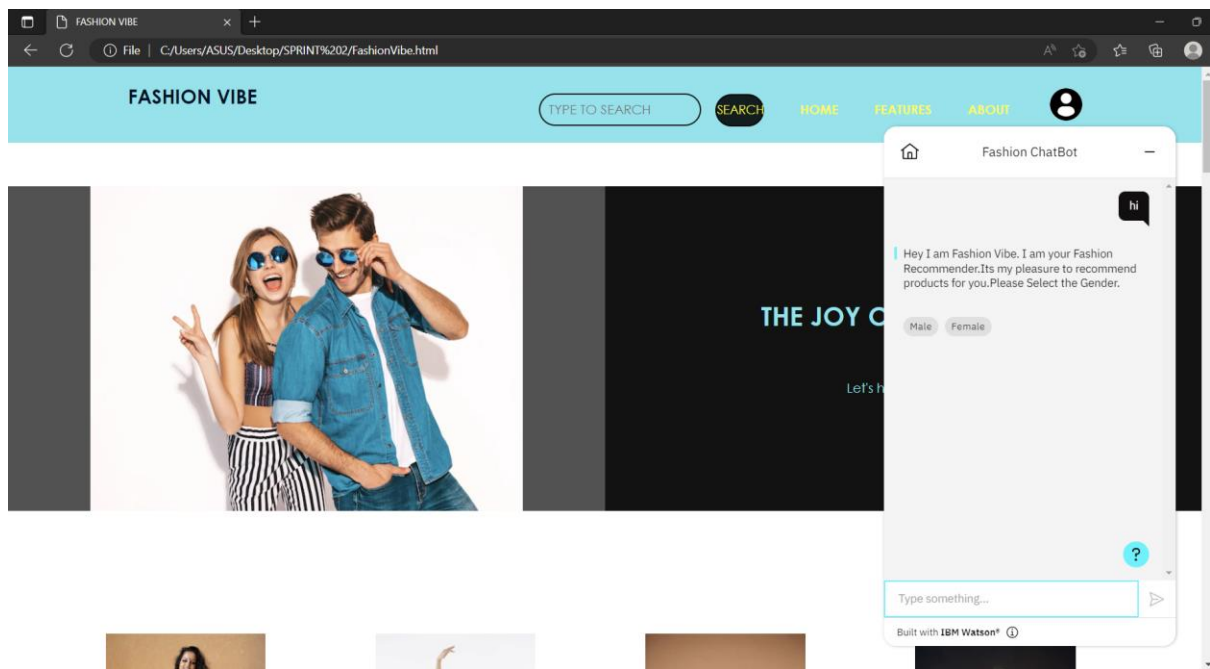 FASHION VIBE
File | C:/Users/ASUS/Desktop/SPRINT%202/FashionVibe.html
FASHION VIBE
TYPE TO SEARCH
SEARCH
HOME
FEATURES
ABOUT
Fashion ChatBot
hi
Hey I am Fashion Vibe. I am your Fashion
Recommender.Its my pleasure to recommend
products for you.Please Select the Gender.
Male
Female
THE JOY
Let's
?
Type something...
Built with IBM Watson®